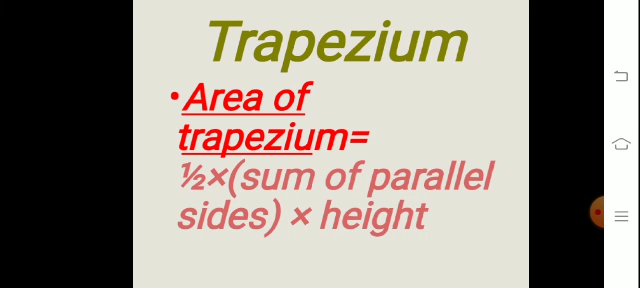 Trapezium
•Area of
trapezium=
½×(sum of parallel
sides) × height